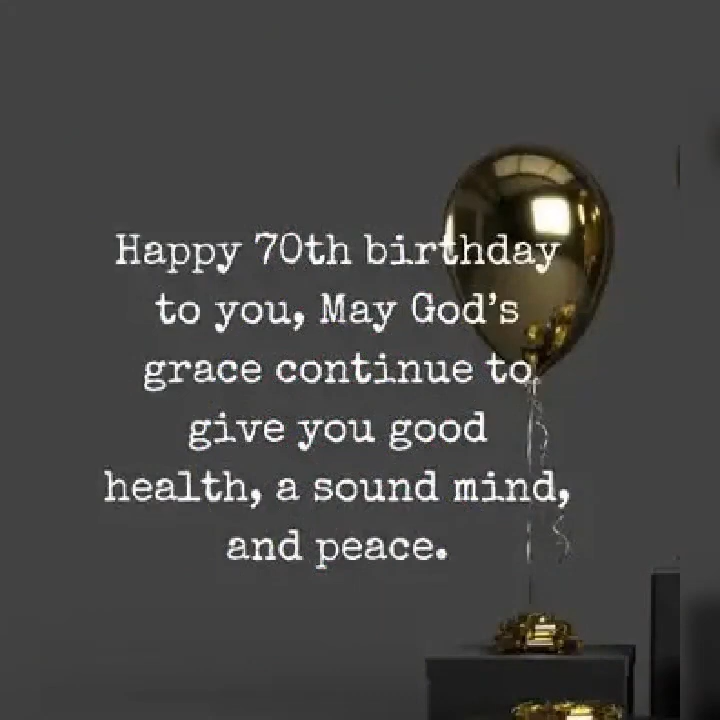 Happy 70th birthday
to you, May God’s
grace continue to
give you good
health, a sound mind,
and peace.